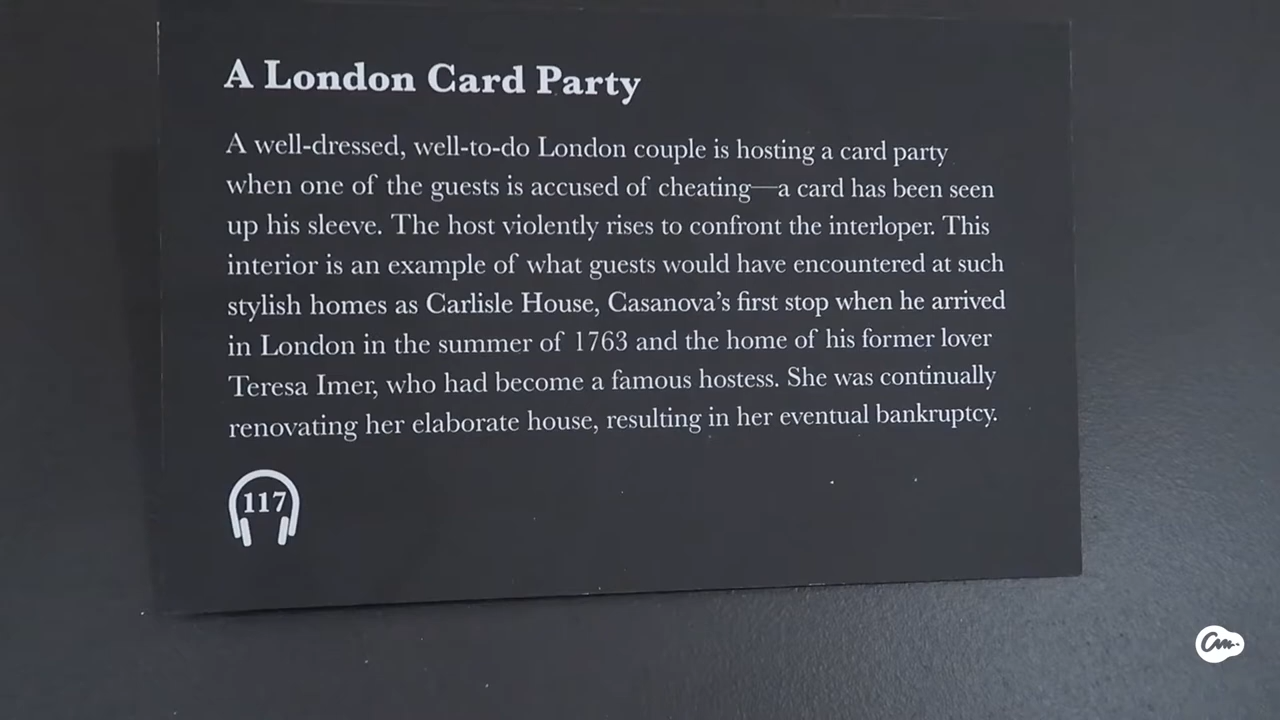 A London Card Party
A well-dressed, well-to-do London couple is hosting a card party
when one of the guests is accused of cheating—a card has been seen
up his sleeve. The host violently rises to confront the interloper. This
interior is an example of what guests would have encountered at such
stylish homes as Carlisle House, Casanova's first stop when he arrived
in London in the summer of 1763 and the home of his former lover
Teresa Imer, who had become a famous hostess. She was continually
renovating her elaborate house, resulting in her eventual bankruptcy.
117